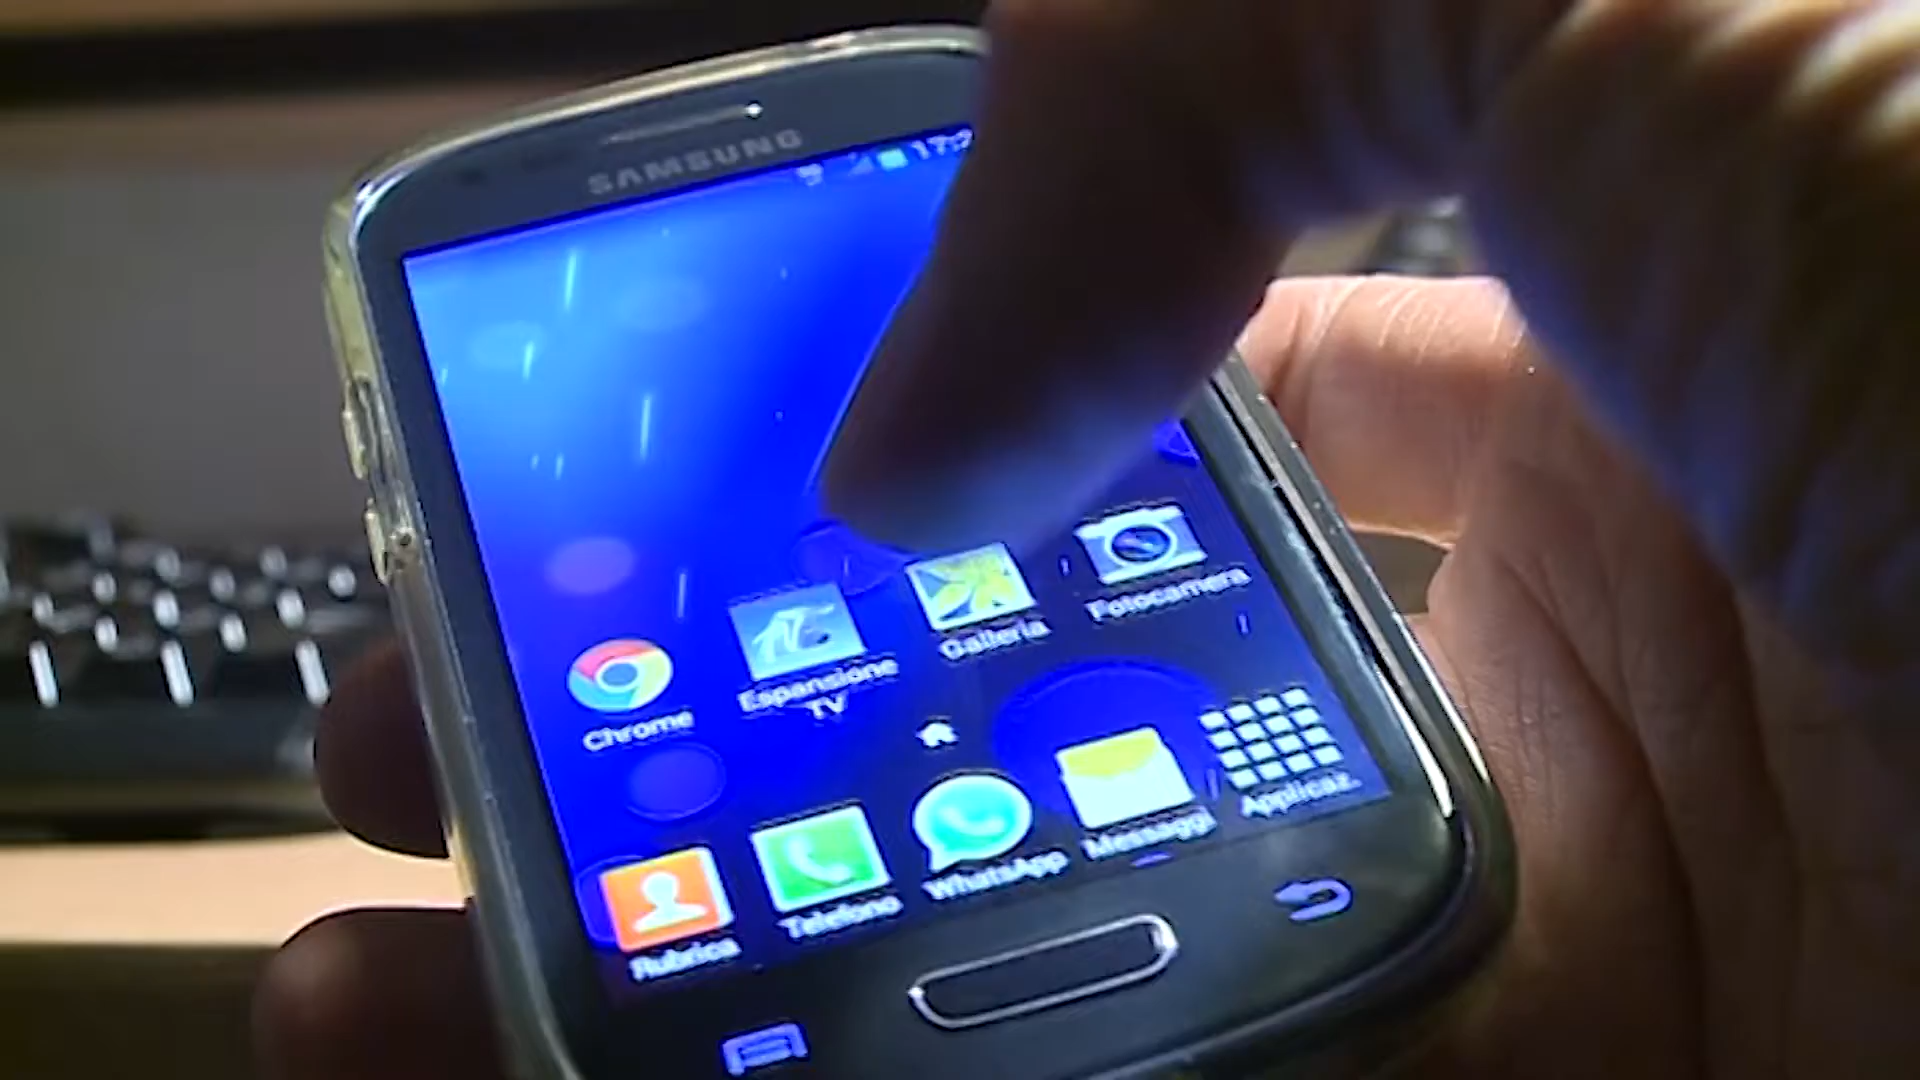 SAMSUNG
Chrome
Espansione
TV
Galleria
Fotocamera
Rubrica
Telefono
WhatsApp
Messaggi
Applicaz.